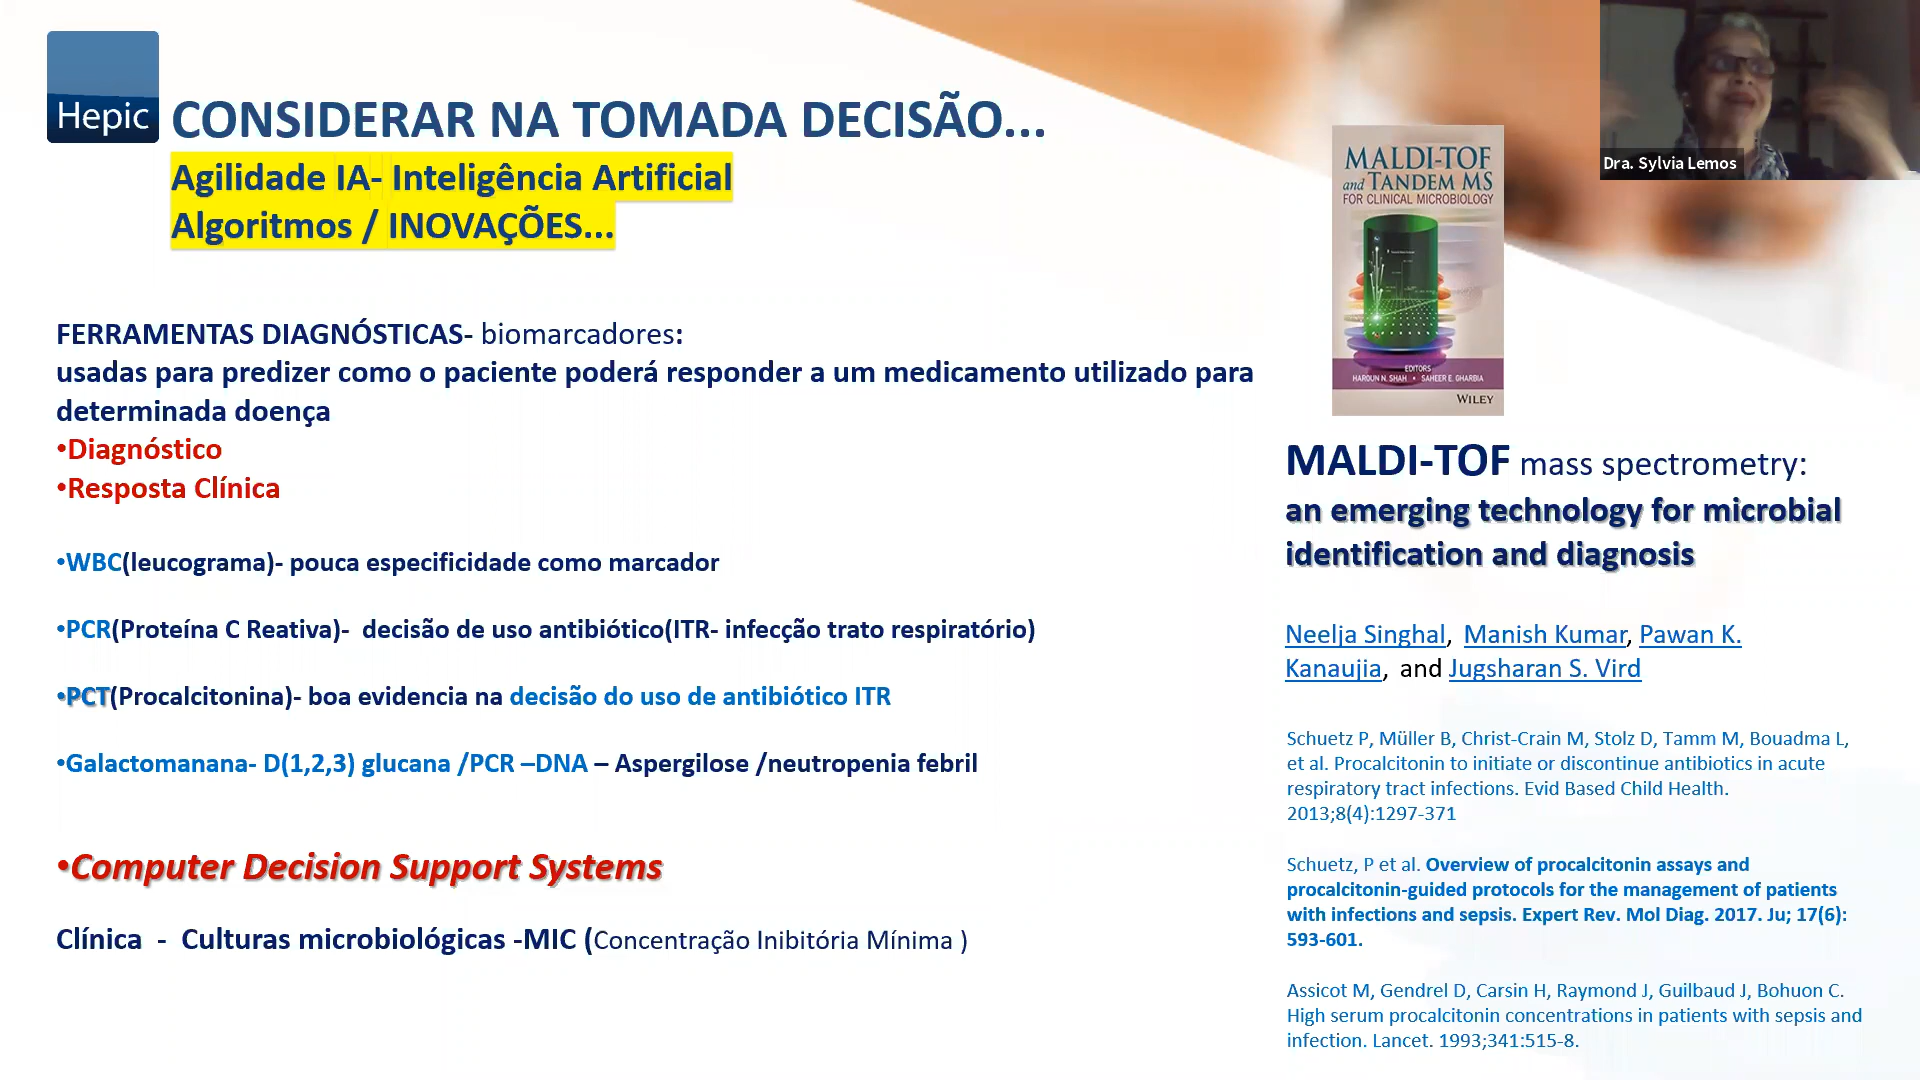 Hepic
CONSIDERAR NA TOMADA DECISÃO...
Agilidade IA- Inteligência Artificial
Algoritmos / INOVAÇÕES...
FERRAMENTAS DIAGNÓSTICAS- biomarcadores:
usadas para predizer como o paciente poderá responder a um medicamento utilizado para
determinada doença
•Diagnóstico
•Resposta Clínica
•WBC(leucograma)- pouca especificidade como marcador
•PCR(Proteína C Reativa)-  decisão de uso antibiótico(ITR- infecção trato respiratório)
•PCT(Procalcitonina)- boa evidencia na decisão do uso de antibiótico ITR
•Galactomanana- D(1,2,3) glucana /PCR –DNA – Aspergilose /neutropenia febril
•Computer Decision Support Systems
Clínica  -  Culturas microbiológicas -MIC (Concentração Inibitória Mínima )
Dra. Sylvia Lemos
MALDI-TOF
and TANDEM MS
FOR CLINICAL MICROBIOLOGY
EDITORS
HAROUN N. SHAH • SAHEER E. GHARBIA
WILEY
MALDI-TOF mass spectrometry:
an emerging technology for microbial
identification and diagnosis
Neelja Singhal,  Manish Kumar, Pawan K.
Kanaujia,  and Jugsharan S. Vird
Schuetz P, Müller B, Christ-Crain M, Stolz D, Tamm M, Bouadma L,
et al. Procalcitonin to initiate or discontinue antibiotics in acute
respiratory tract infections. Evid Based Child Health.
2013;8(4):1297-371
Schuetz, P et al. Overview of procalcitonin assays and
procalcitonin-guided protocols for the management of patients
with infections and sepsis. Expert Rev. Mol Diag. 2017. Ju; 17(6):
593-601.
Assicot M, Gendrel D, Carsin H, Raymond J, Guilbaud J, Bohuon C.
High serum procalcitonin concentrations in patients with sepsis and
infection. Lancet. 1993;341:515-8.